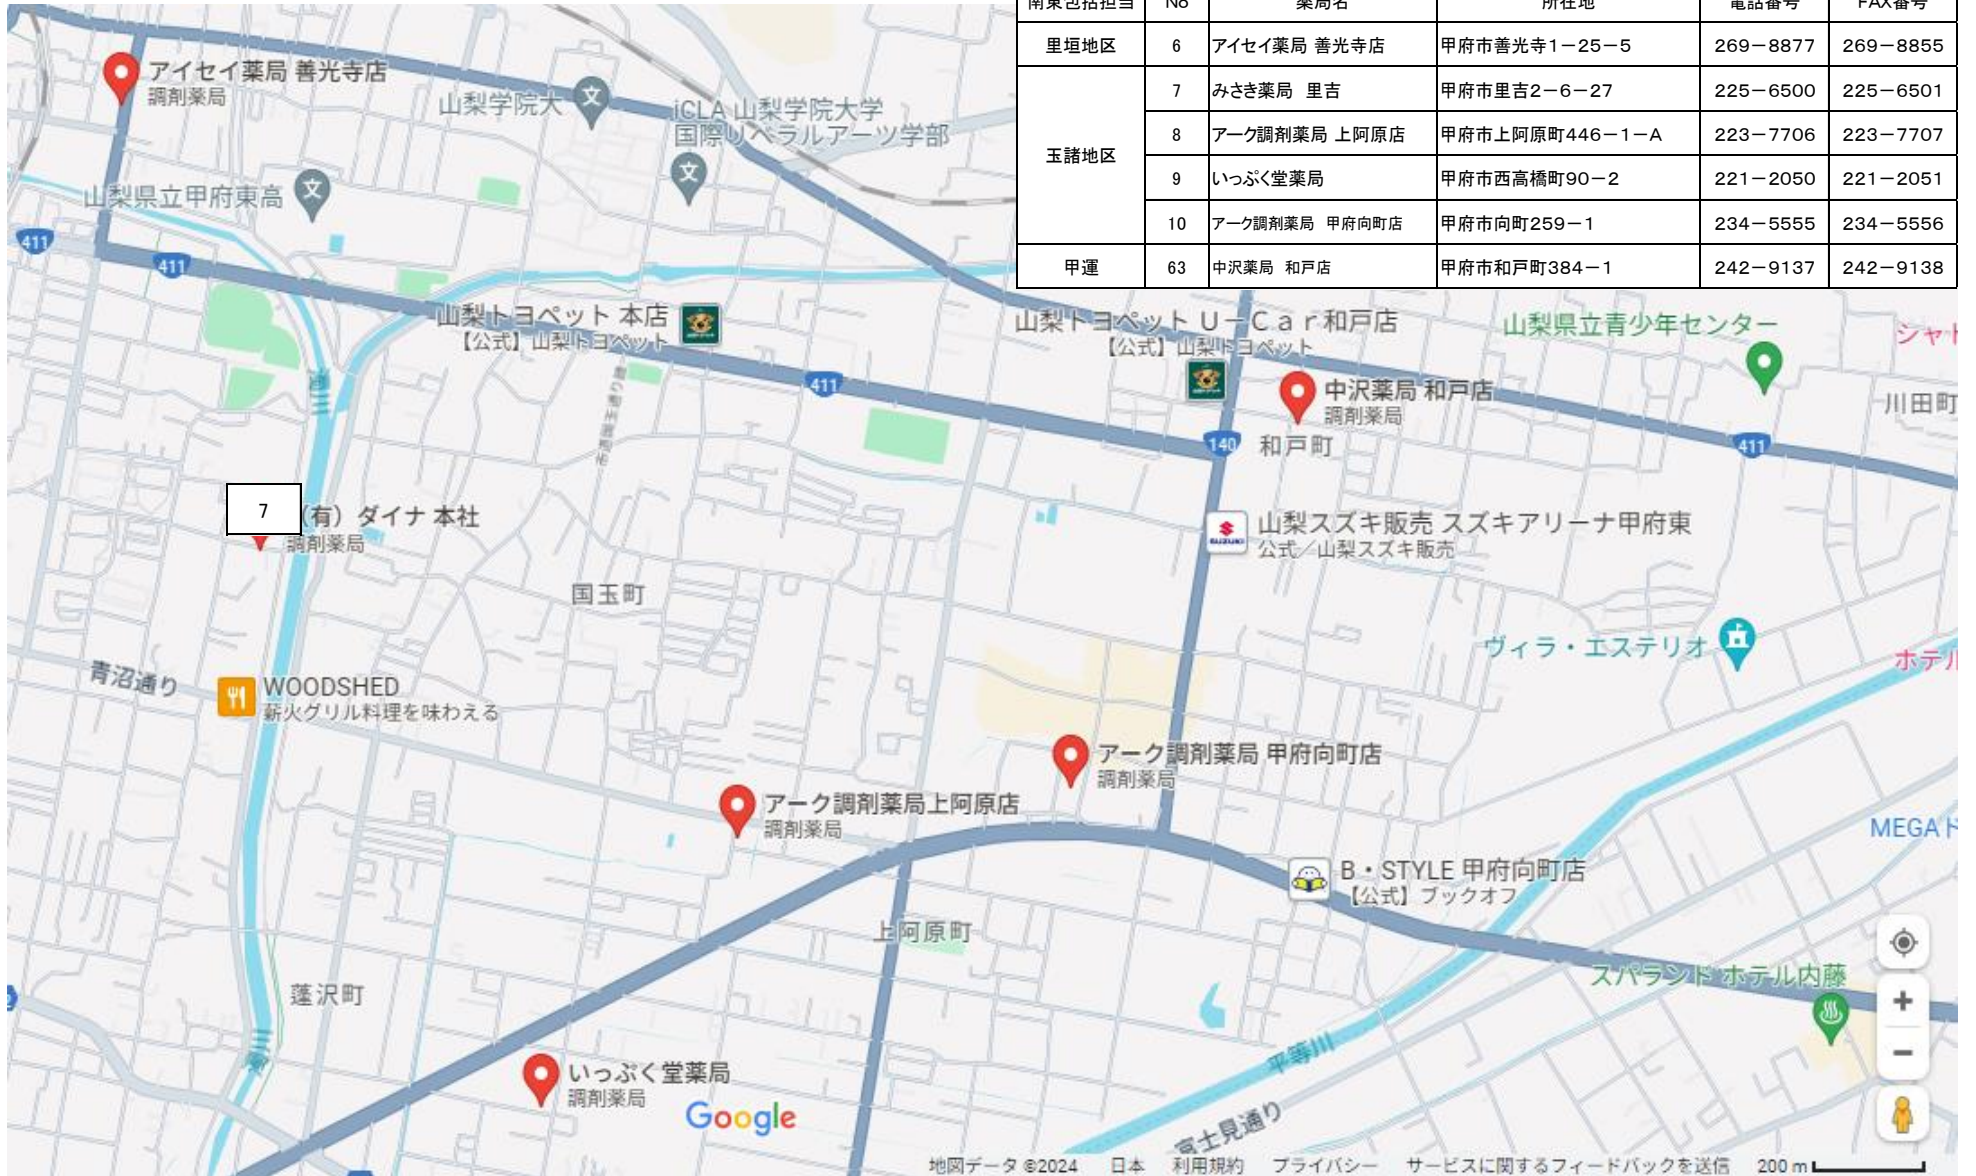 南東包括担当 No 薬局名 所在地 電話番号 FAX番号
里垣地区 6 アイセイ薬局 善光寺店 甲府市善光寺1-25-5 269-8877 269-8855
玉諸地区 7 みさき薬局 里吉 甲府市里吉2-6-27 225-6500 225-6501
8 アーク調剤薬局 上阿原店 甲府市上阿原町446-1-A 223-7706 223-7707
9 いっぷく堂薬局 甲府市西高橋町90-2 221-2050 221-2051
10 アーク調剤薬局 甲府向町店 甲府市向町259-1 234-5555 234-5556
甲運 63 中沢薬局 和戸店 甲府市和戸町384-1 242-9137 242-9138
アイセイ薬局 善光寺店
調剤薬局
山梨学院大
iCLA 山梨学院大学
国際リベラルアーツ学部
山梨県立甲府東高
411
411
山梨トヨペット 本店
【公式】山梨トヨペット
山梨トヨペット U-Car和戸店
【公式】山梨トヨペット
山梨県立青少年センター
シャト
川田町
411
中沢薬局 和戸店
調剤薬局
140
和戸町
411
7
(有)ダイナ 本社
調剤薬局
山梨スズキ販売 スズキアリーナ甲府東
公式/山梨スズキ販売
SUZUKI
国玉町
ヴィラ・エステリオ
ホテル
青沼通り
WOODSHED
薪火グリル料理を味わえる
アーク調剤薬局 甲府向町店
調剤薬局
アーク調剤薬局上阿原店
調剤薬局
MEGAド
B・STYLE 甲府向町店
【公式】ブックオフ
上阿原町
スパランド ホテル内藤
蓬沢町
平等川
いっぷく堂薬局
調剤薬局
Google
富士見通り
地図データ ©2024 日本 利用規約 プライバシー サービスに関するフィードバックを送信 200 m